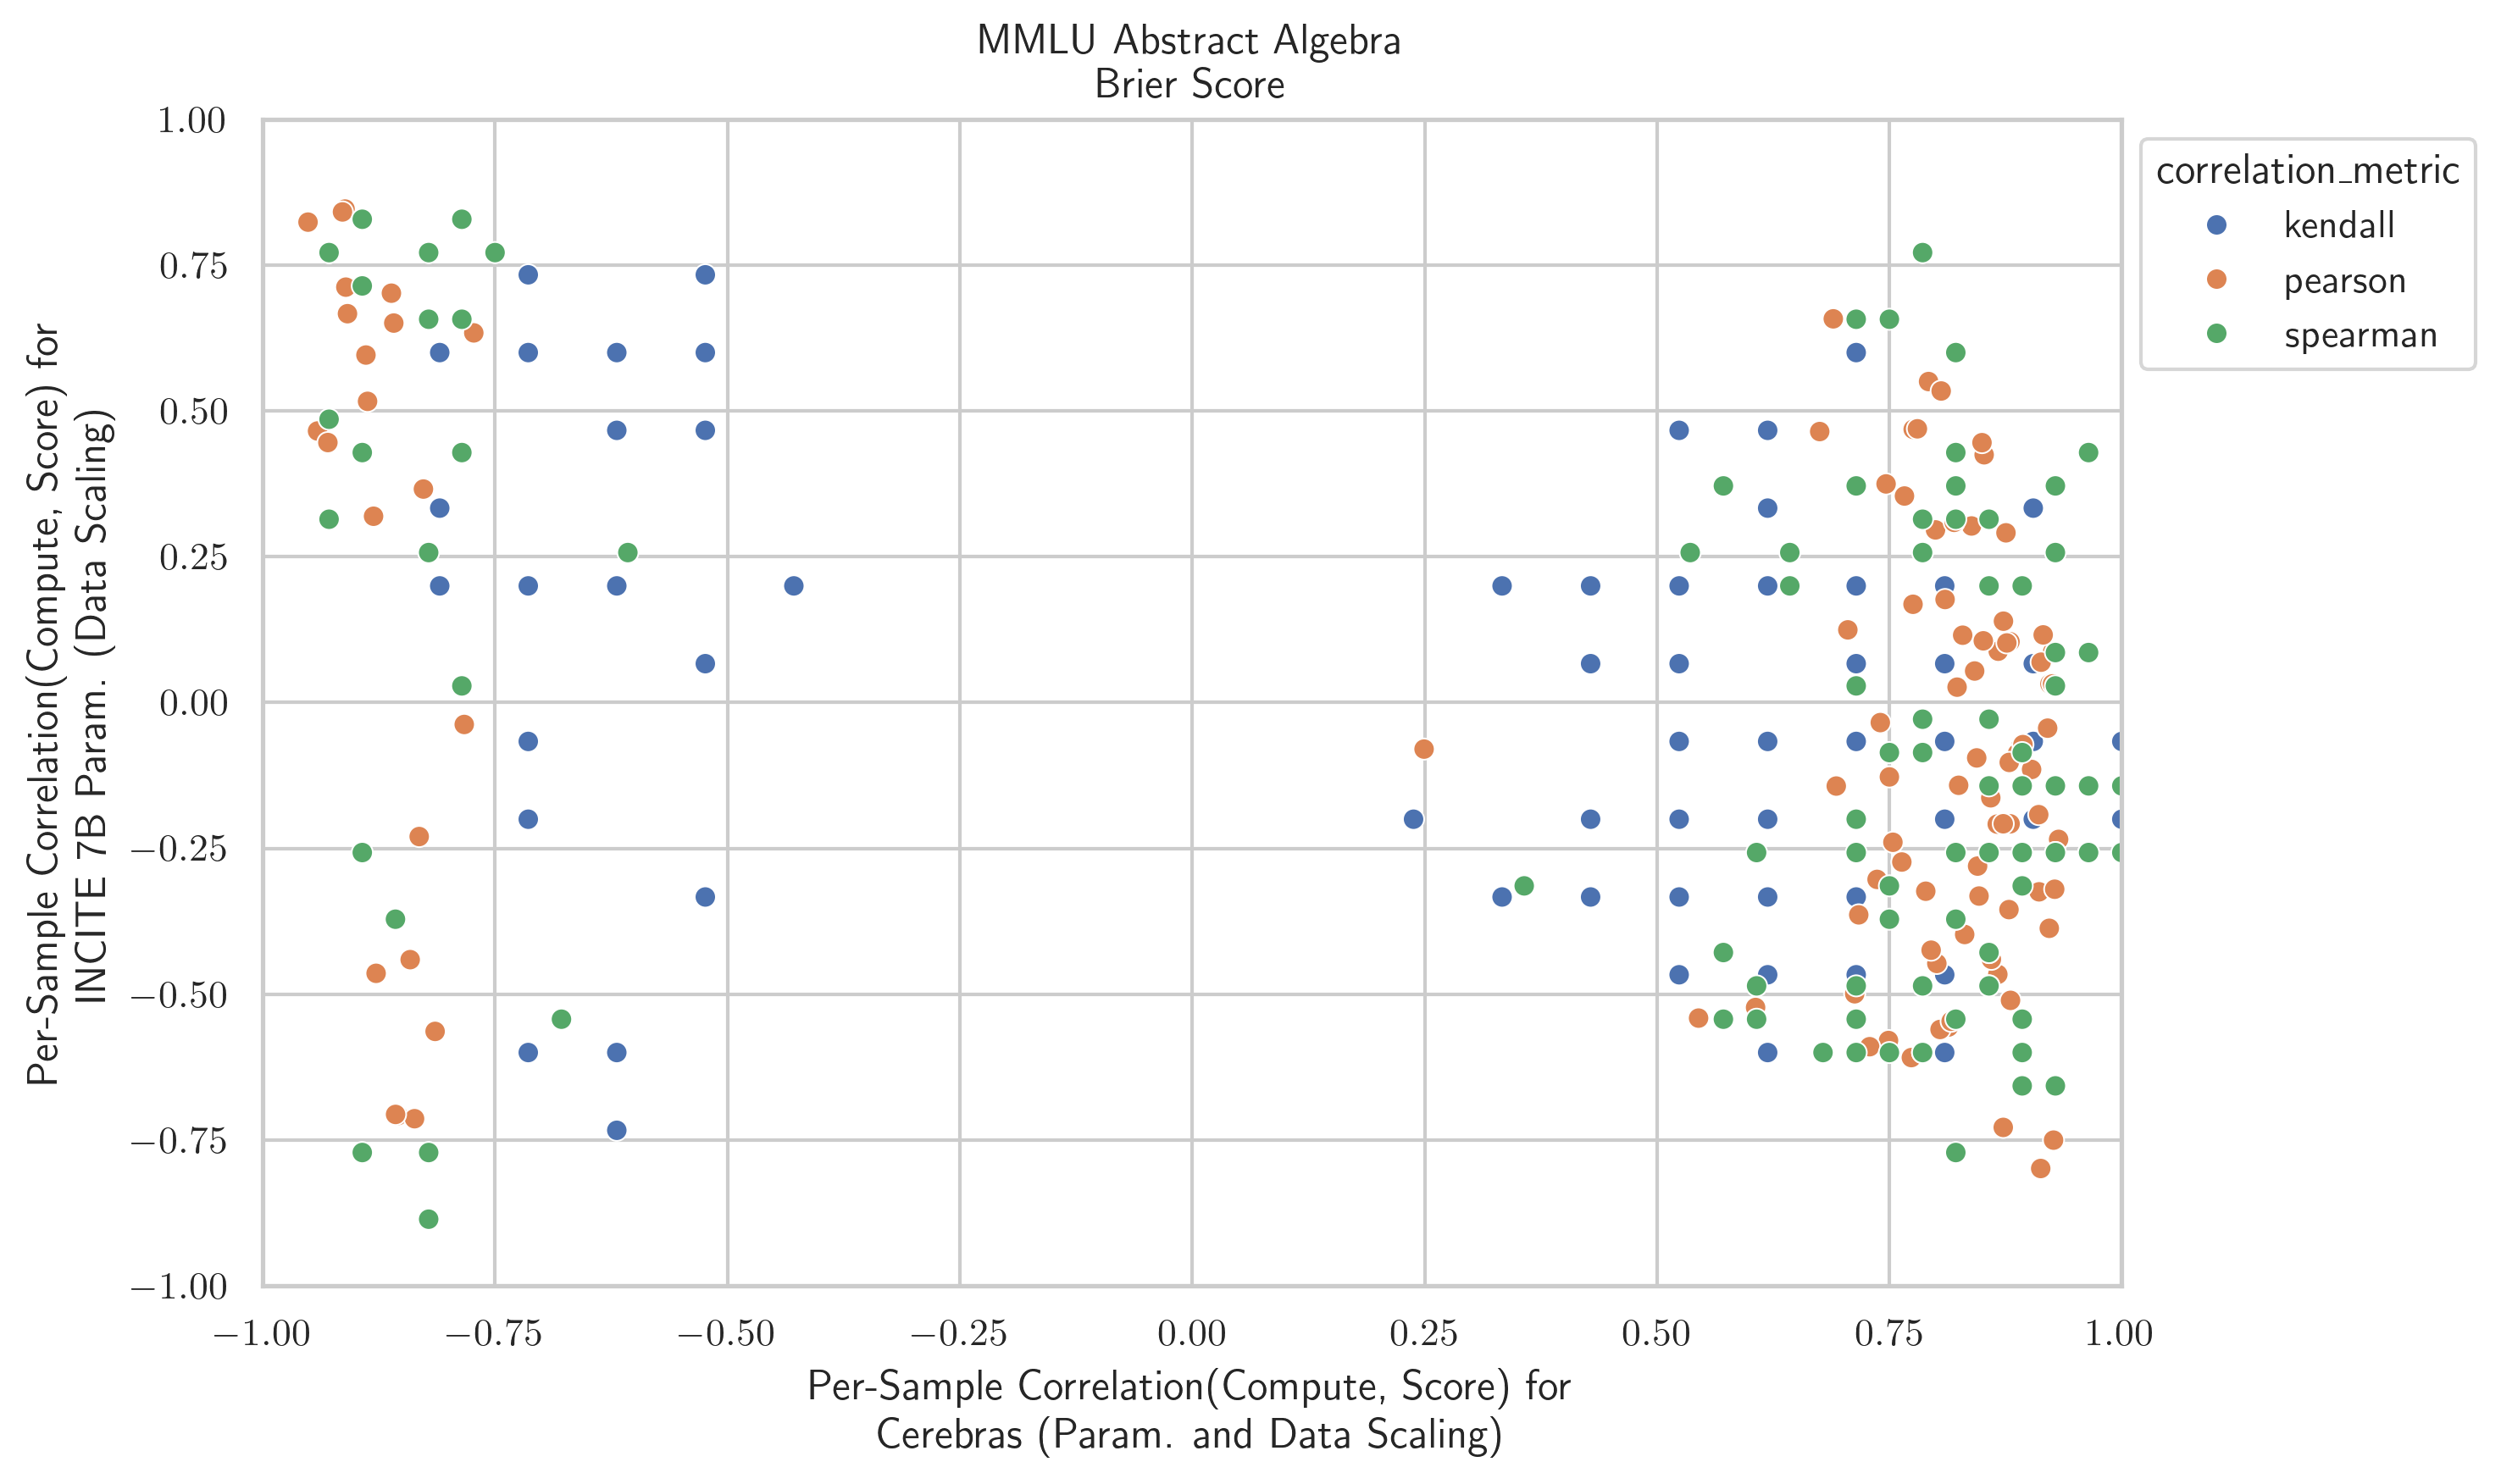 MMLU Abstract Algebra
Brier Score
Per-Sample Correlation(Compute, Score) for
INCITE 7B Param. (Data Scaling)
1.00
0.75
0.50
0.25
0.00
−0.25
−0.50
−0.75
−1.00
−1.00
−0.75
−0.50
−0.25
0.00
0.25
0.50
0.75
1.00
Per-Sample Correlation(Compute, Score) for
Cerebras (Param. and Data Scaling)
correlation_metric
kendall
pearson
spearman